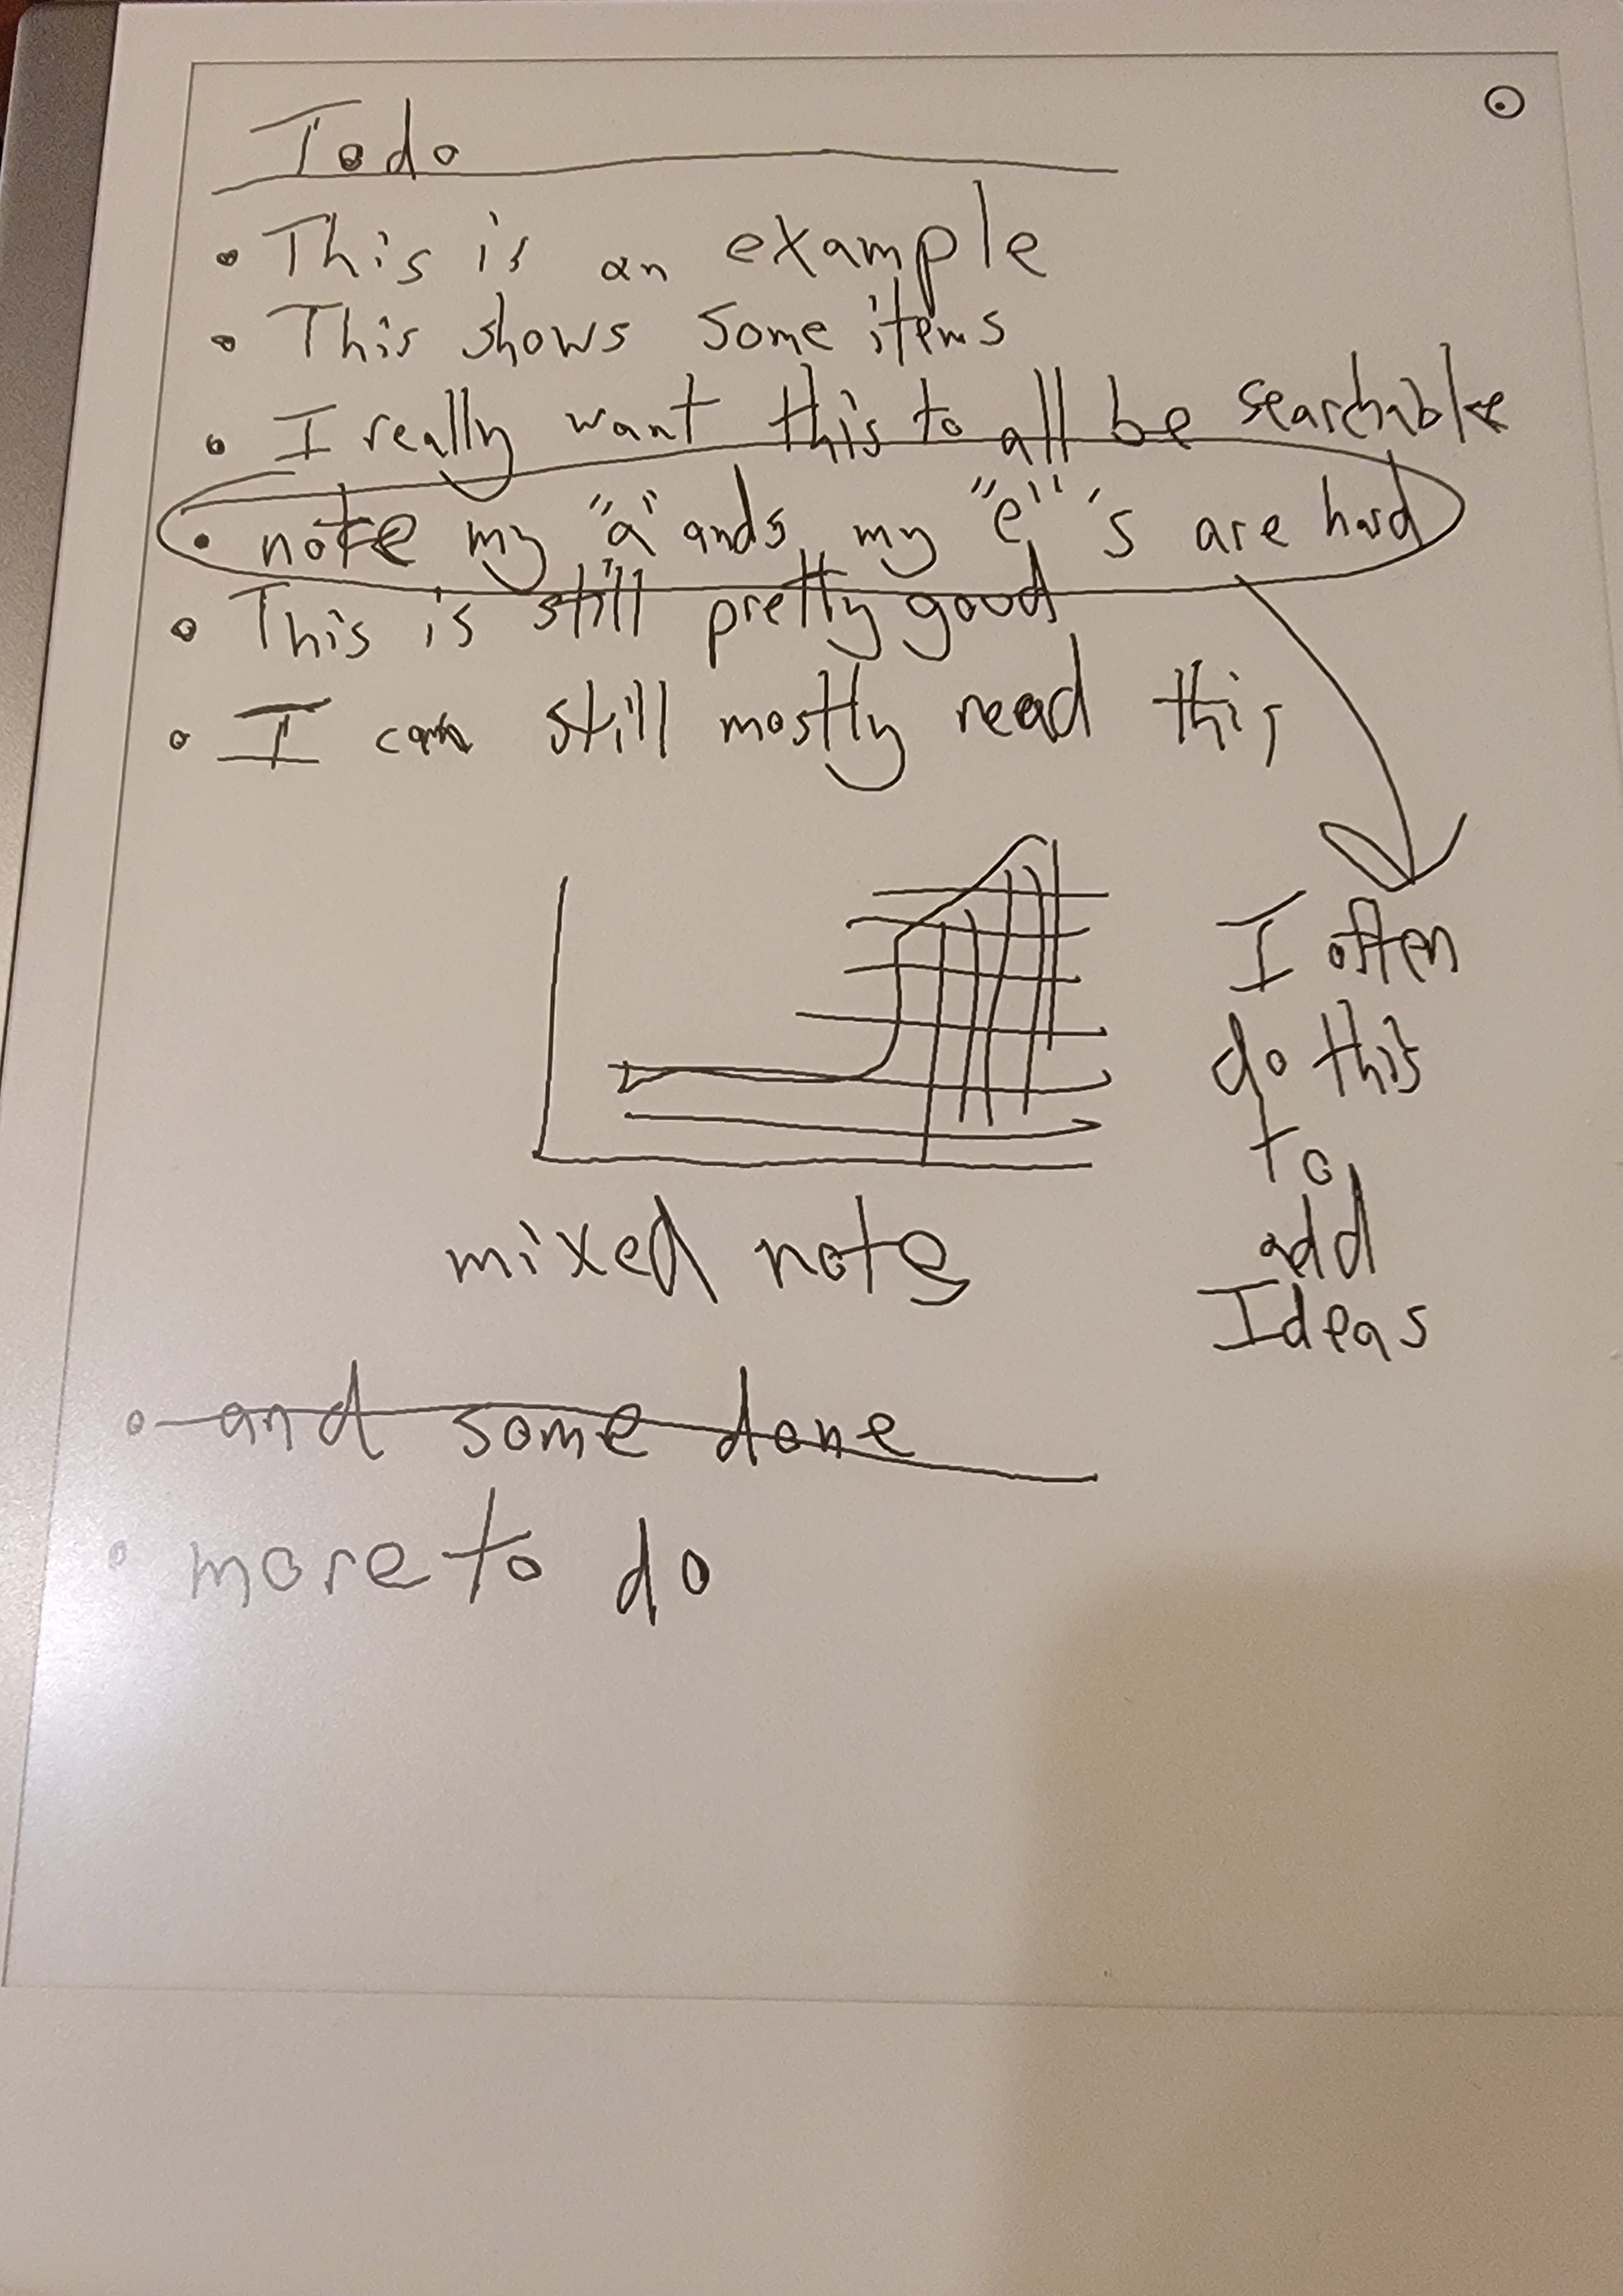 Todo
• This is an example
• This shows some items
• I really want this to all be searchable
• note my "a" ands my "e" 's are hard
• This is still pretty good
• I can still mostly read this
I often
do this
to
add
Ideas
mixed note
• and some done
• more to do